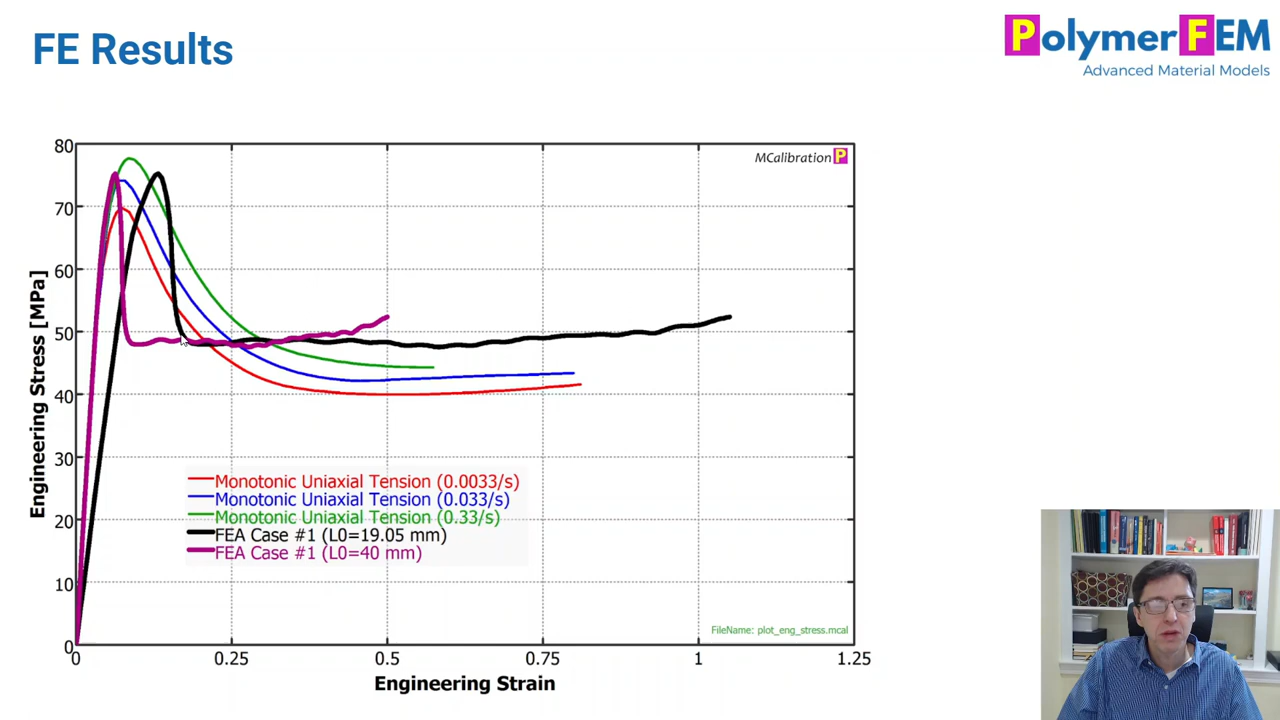 FE Results
PolymerFEM
Advanced Material Models
MCalibration P
80
70
60
50
40
30
20
10
0
Engineering Stress [MPa]
Monotonic Uniaxial Tension (0.0033/s)
Monotonic Uniaxial Tension (0.033/s)
Monotonic Uniaxial Tension (0.33/s)
FEA Case #1 (L0=19.05 mm)
FEA Case #1 (L0=40 mm)
FileName: plot_eng_stress.mcal
0 0.25 0.5 0.75 1 1.25
Engineering Strain